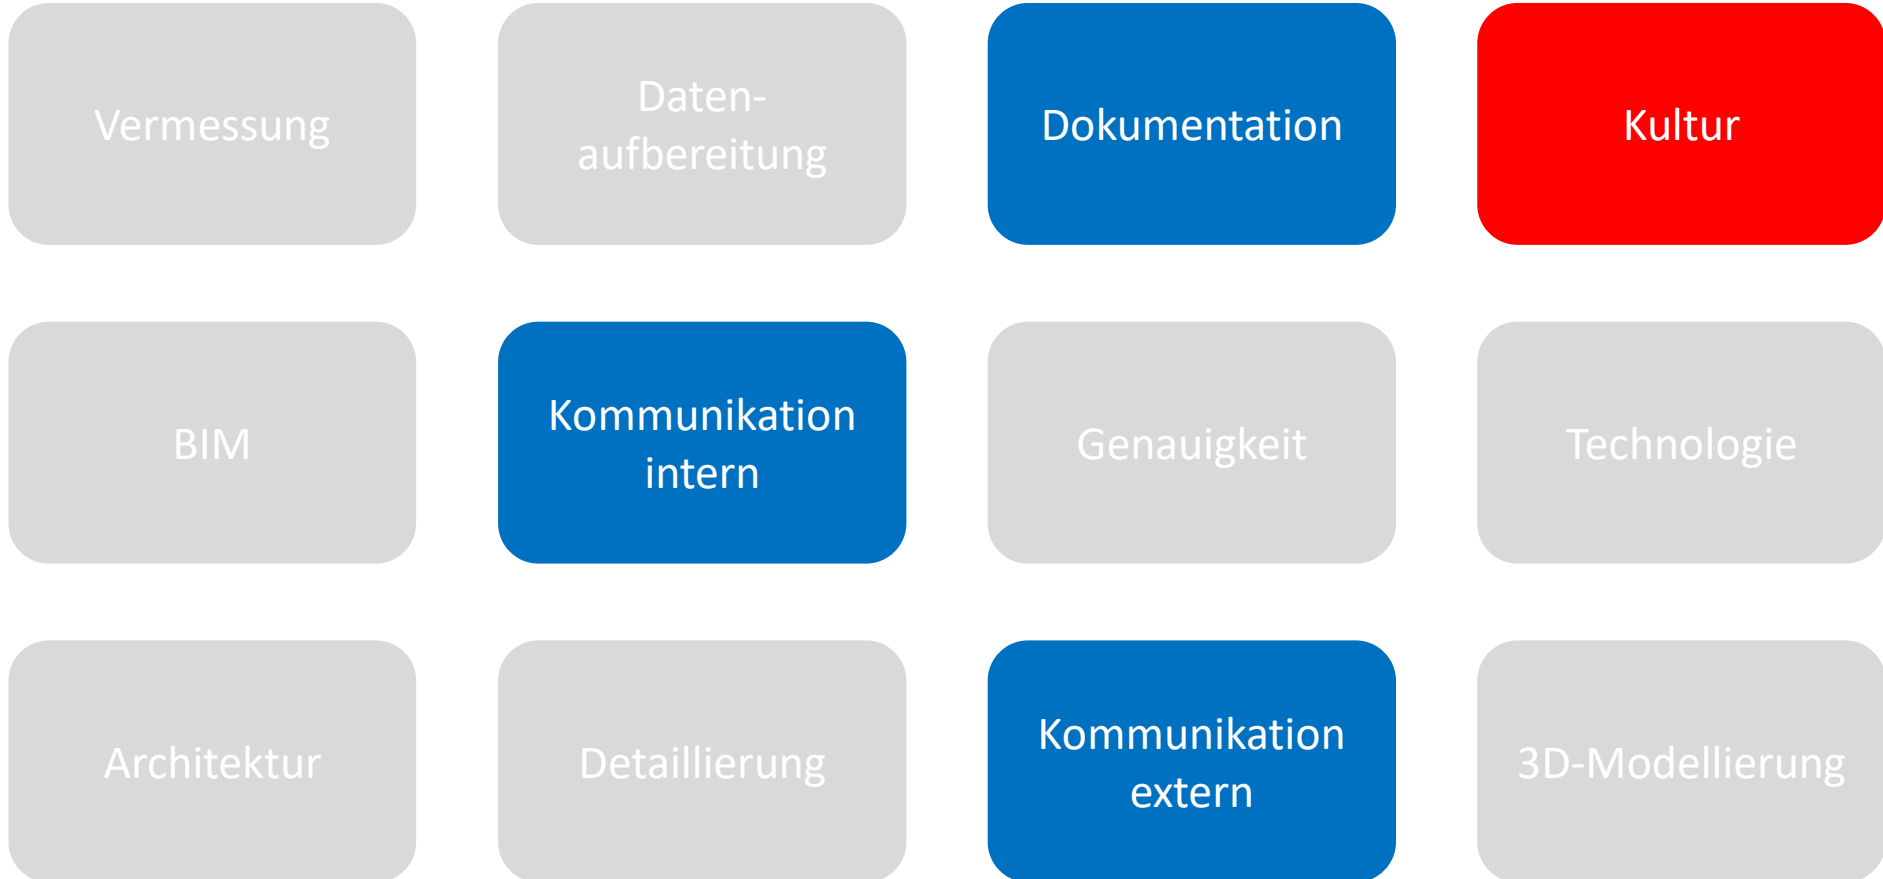 Vermessung
Daten-
aufbereitung
Dokumentation
Kultur
BIM
Kommunikation
intern
Genauigkeit
Technologie
Architektur
Detaillierung
Kommunikation
extern
3D-Modellierung